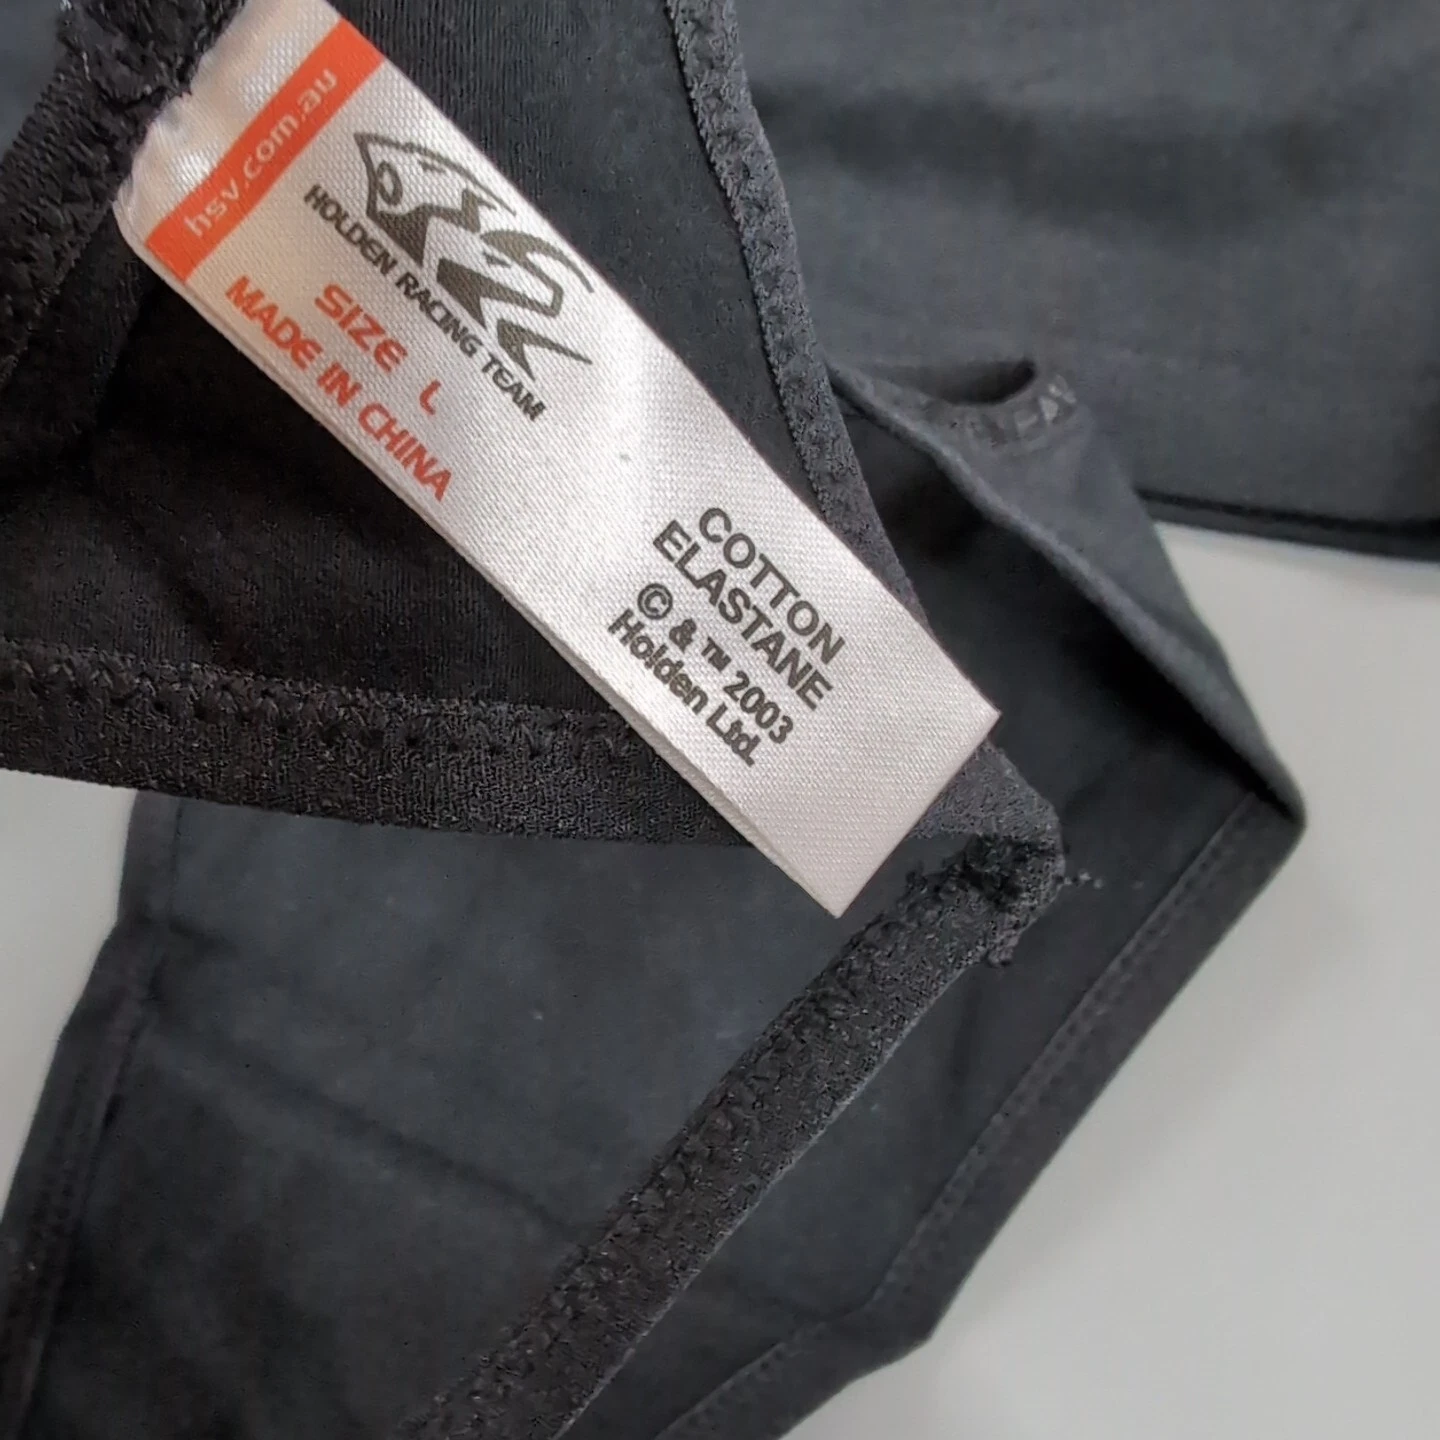 hsv.com.au
HOLDEN RACING TEAM
SIZE L
MADE IN CHINA
COTTON
ELASTANE
© & ™ 2003
Holden Ltd.